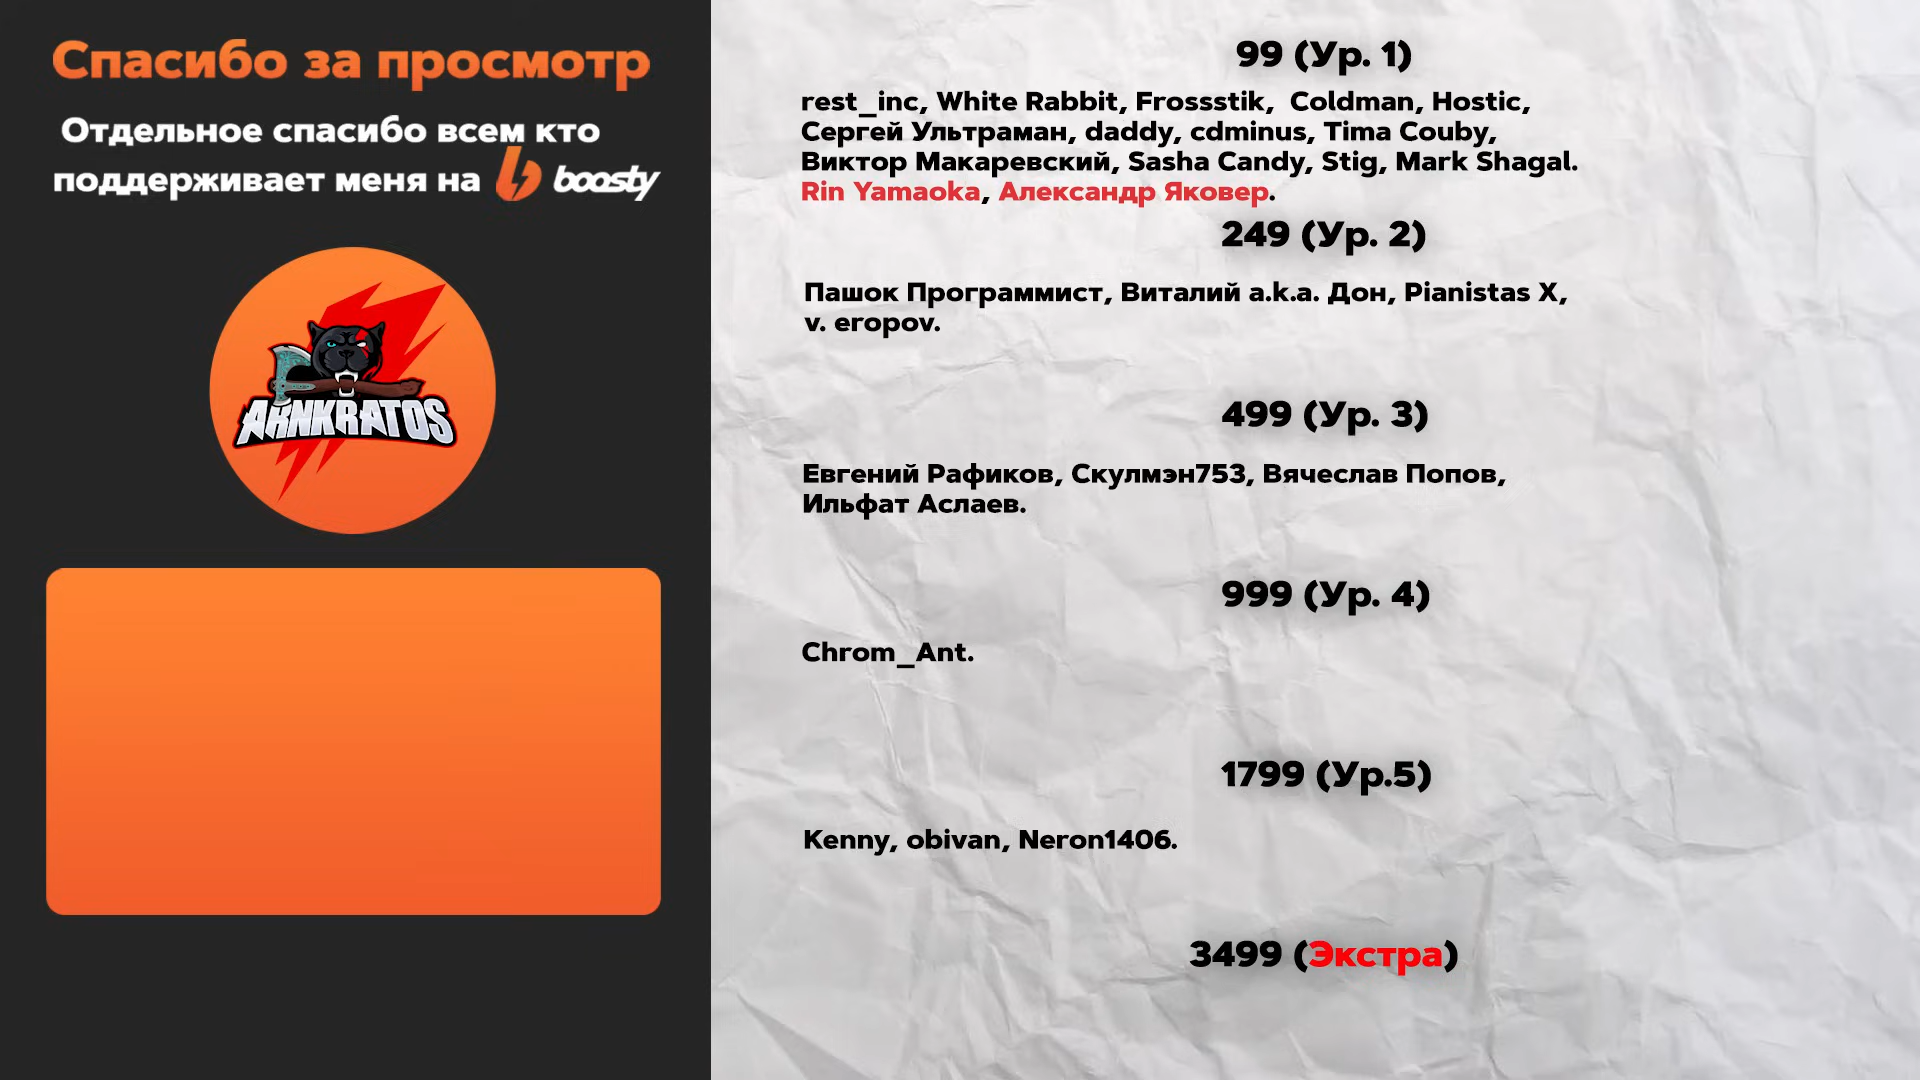 Спасибо за просмотр
Отдельное спасибо всем кто
поддерживает меня на boosty
ARNKRATOS
99 (Ур. 1)
rest_inc, White Rabbit, Frossstik,  Coldman, Hostic,
Сергей Ультраман, daddy, cdminus, Tima Couby,
Виктор Макаревский, Sasha Candy, Stig, Mark Shagal.
Rin Yamaoka, Александр Яковер.
249 (Ур. 2)
Пашок Программист, Виталий a.k.a. Дон, Pianistas X,
v. eropov.
499 (Ур. 3)
Евгений Рафиков, Скулмэн753, Вячеслав Попов,
Ильфат Аслаев.
999 (Ур. 4)
Chrom_Ant.
1799 (Ур.5)
Kenny, obivan, Neron1406.
3499 (Экстра)